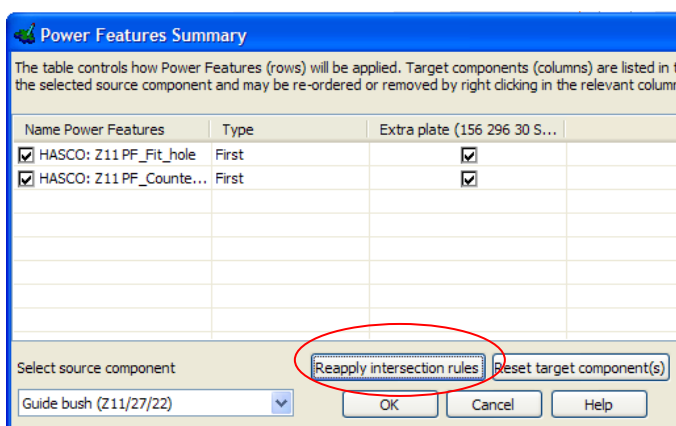 Power Features Summary
The table controls how Power Features (rows) will be applied. Target components (columns) are listed in
the selected source component and may be re-ordered or removed by right clicking in the relevant colum
Name Power Features Type Extra plate (156 296 30 S...
HASCO: Z11 PF_Fit_hole First
HASCO: Z11 PF_Counte... First
Select source component Reapply intersection rules Reset target component(s)
Guide bush (Z11/27/22) OK Cancel Help